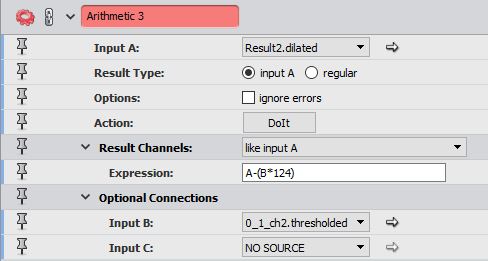 Arithmetic 3
Input A: Result2.dilated
Result Type: input A regular
Options: ignore errors
Action: DoIt
Result Channels: like input A
Expression: A-(B*124)
Optional Connections
Input B: 0_1_ch2.thresholded
Input C: NO SOURCE